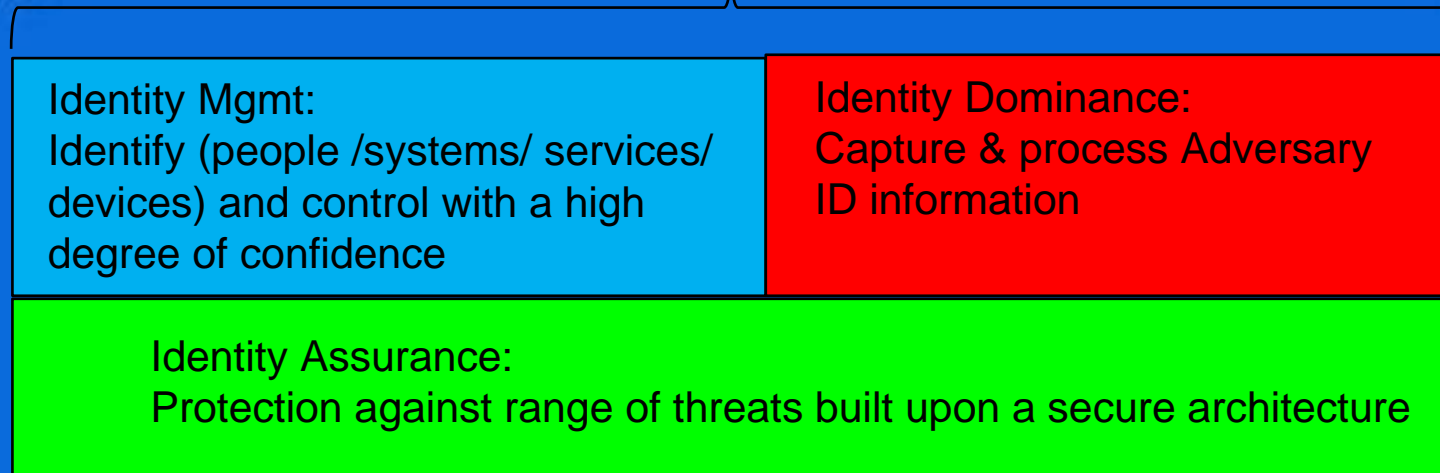 Identity Mgmt:
Identify (people /systems/ services/
devices) and control with a high
degree of confidence
Identity Dominance:
Capture & process Adversary
ID information
Identity Assurance:
Protection against range of threats built upon a secure architecture